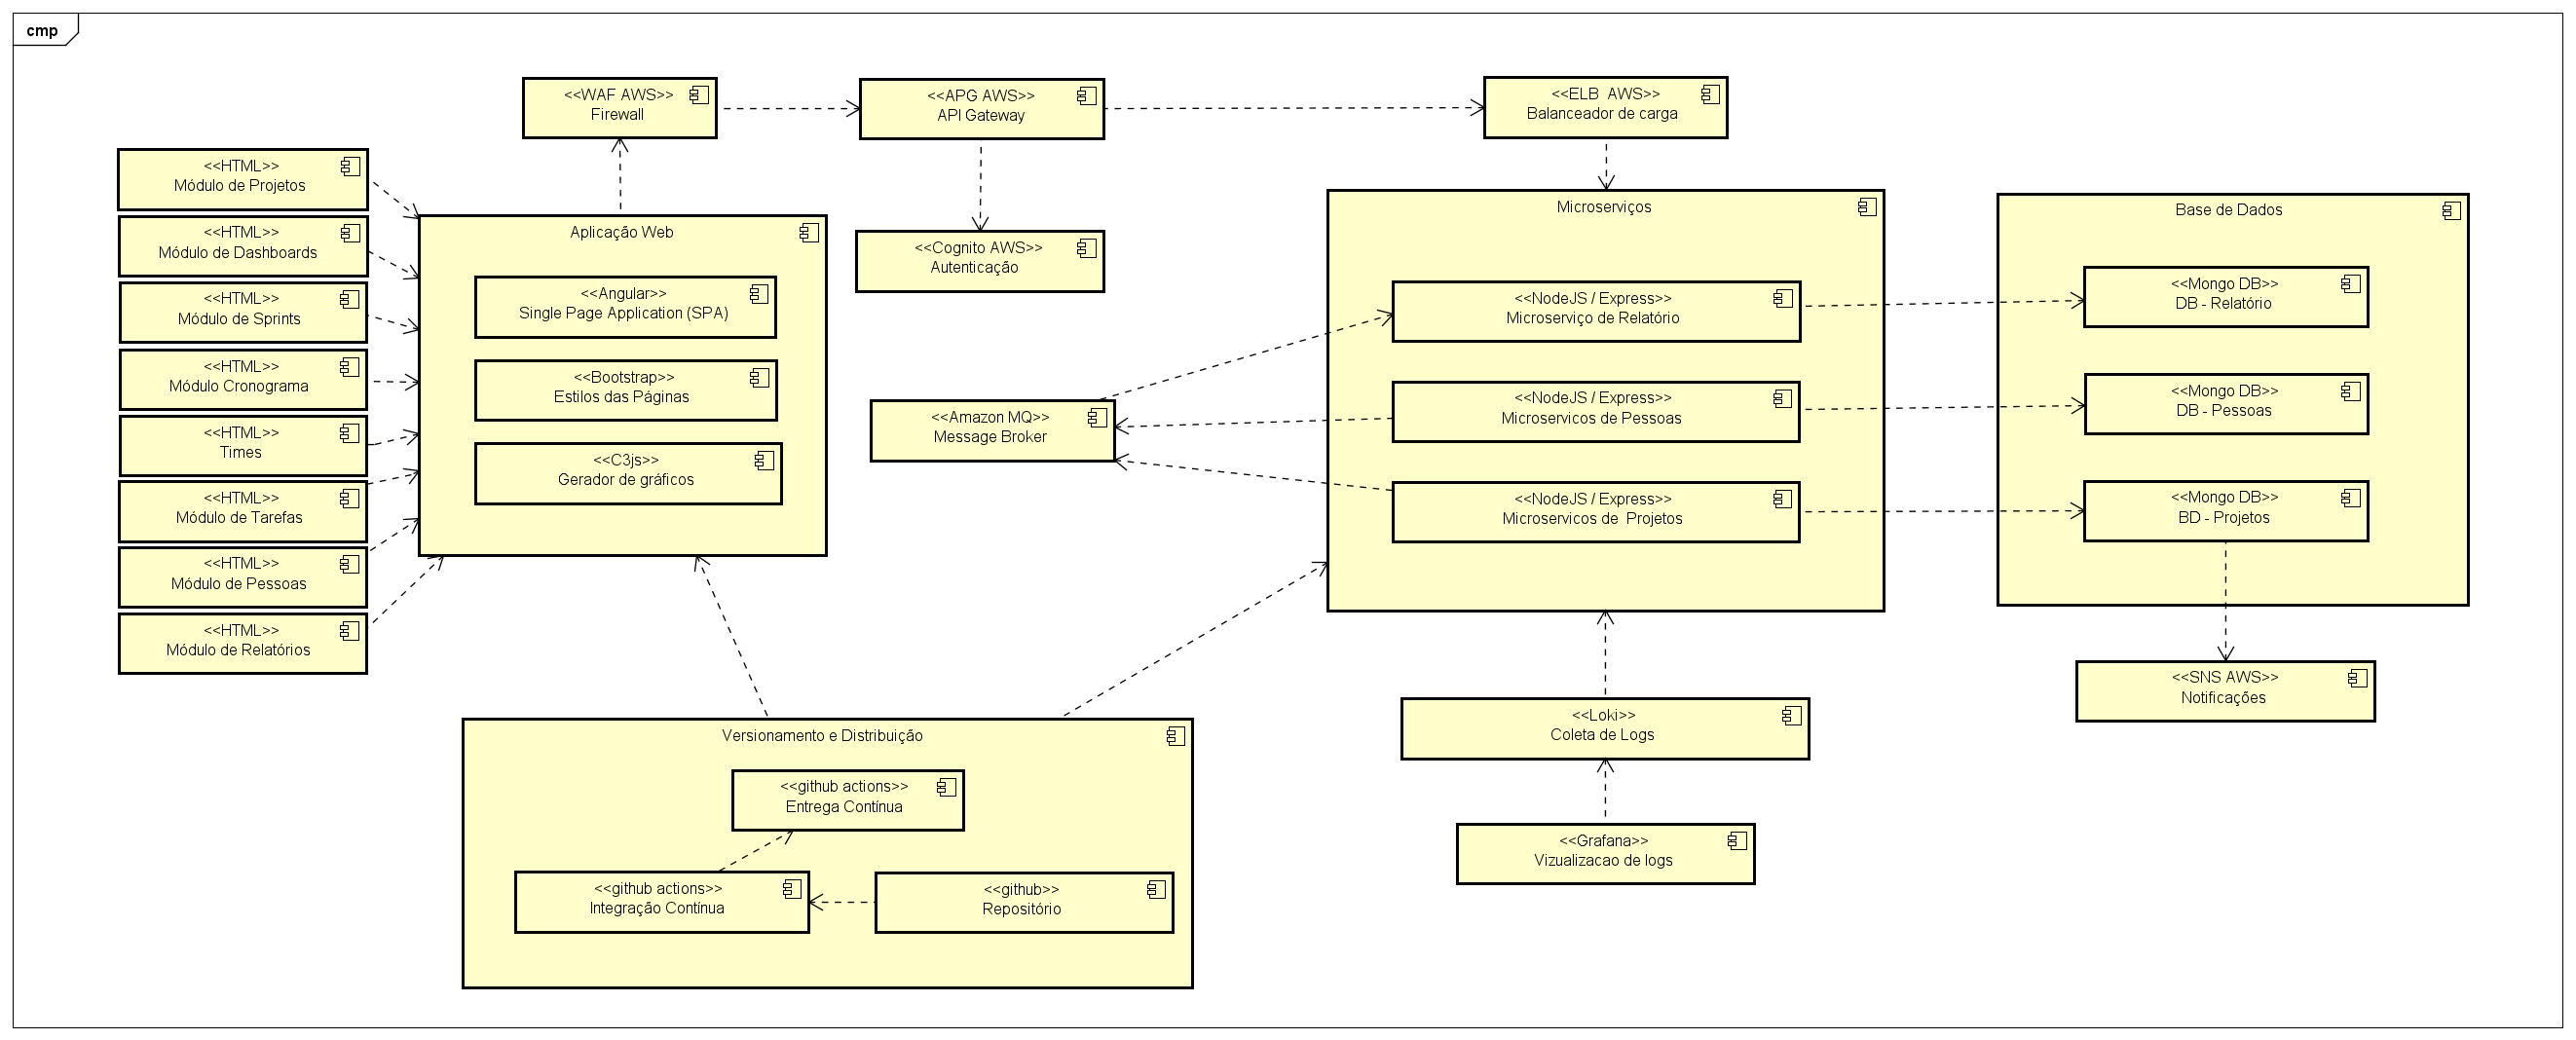 cmp
<<WAF AWS>>
Firewall
<<APG AWS>>
API Gateway
<<ELB  AWS>>
Balanceador de carga
<<HTML>>
Módulo de Projetos
<<HTML>>
Módulo de Dashboards
<<HTML>>
Módulo de Sprints
<<HTML>>
Módulo Cronograma
<<HTML>>
Times
<<HTML>>
Módulo de Tarefas
<<HTML>>
Módulo de Pessoas
<<HTML>>
Módulo de Relatórios
Aplicação Web
<<Angular>>
Single Page Application (SPA)
<<Bootstrap>>
Estilos das Páginas
<<C3js>>
Gerador de gráficos
<<Cognito AWS>>
Autenticação
<<Amazon MQ>>
Message Broker
Microserviços
<<NodeJS / Express>>
Microserviço de Relatório
<<NodeJS / Express>>
Microservicos de Pessoas
<<NodeJS / Express>>
Microservicos de  Projetos
Base de Dados
<<Mongo DB>>
DB - Relatório
<<Mongo DB>>
DB - Pessoas
<<Mongo DB>>
BD - Projetos
<<SNS AWS>>
Notificações
<<Loki>>
Coleta de Logs
<<Grafana>>
Vizualizacao de logs
Versionamento e Distribuição
<<github actions>>
Entrega Contínua
<<github actions>>
Integração Contínua
<<github>>
Repositório